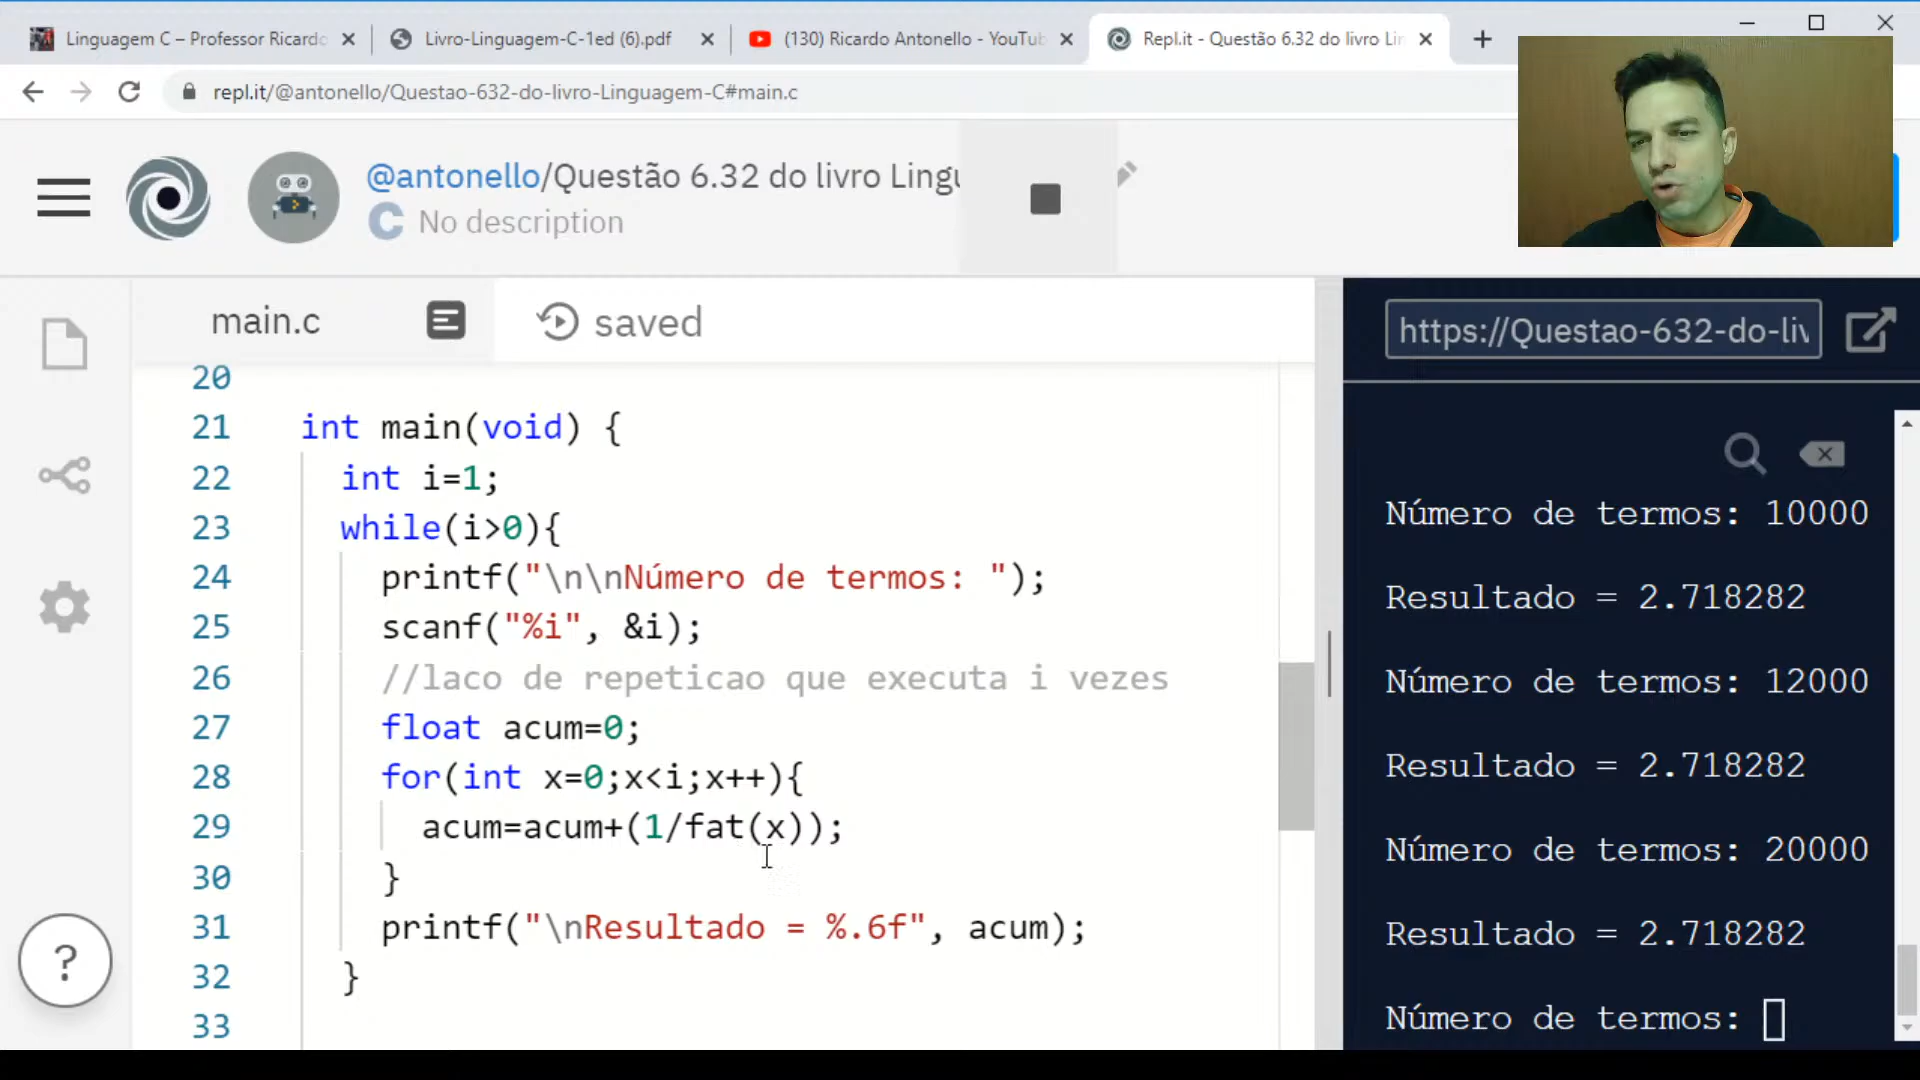 Linguagem C – Professor Ricardo
Livro-Linguagem-C-1ed (6).pdf
(130) Ricardo Antonello - YouTu
Repl.it - Questão 6.32 do livro Lin
repl.it/@antonello/Questao-632-do-livro-Linguagem-C#main.c
@antonello/Questão 6.32 do livro Lingu
C No description
main.c
saved
https://Questao-632-do-liv
20
21 int main(void) {
22 int i=1;
23 while(i>0){
24 printf("\n\nNúmero de termos: ");
25 scanf("%i", &i);
26 //laco de repeticao que executa i vezes
27 float acum=0;
28 for(int x=0;x<i;x++){
29 acum=acum+(1/fat(x));
30 }
31 printf("\nResultado = %.6f", acum);
32 }
33
?
Número de termos: 10000
Resultado = 2.718282
Número de termos: 12000
Resultado = 2.718282
Número de termos: 20000
Resultado = 2.718282
Número de termos: